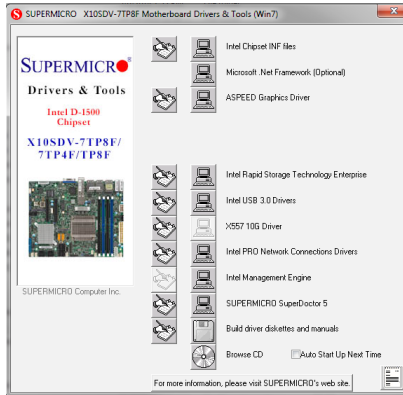 SUPERMICRO X10SDV-7TP8F Motherboard Drivers & Tools (Win7)
SUPERMICRO
Drivers & Tools
Intel D-1500
Chipset
X10SDV-7TP8F/
7TP4F/TP8F
SUPERMICRO Computer Inc.
Intel Chipset INF files
Microsoft .Net Framework (Optional)
ASPEED Graphics Driver
Intel Rapid Storage Technology Enterprise
Intel USB 3.0 Drivers
X557 10G Driver
Intel PRO Network Connections Drivers
Intel Management Engine
SUPERMICRO SuperDoctor 5
Build driver diskettes and manuals
Browse CD
Auto Start Up Next Time
For more information, please visit SUPERMICRO's web site.